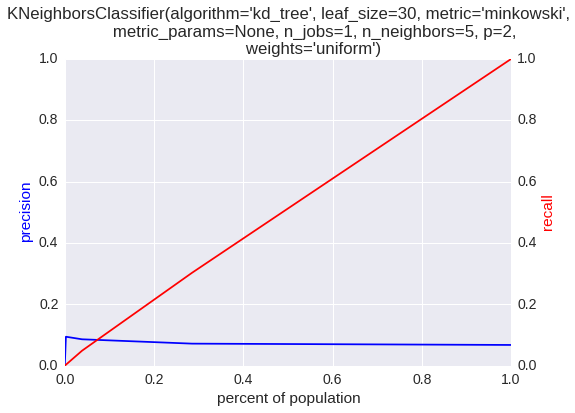 KNeighborsClassifier(algorithm='kd_tree', leaf_size=30, metric='minkowski',
metric_params=None, n_jobs=1, n_neighbors=5, p=2,
weights='uniform')
1.0
0.8
0.6
0.4
0.2
0.0
precision
1.0
0.8
0.6
0.4
0.2
0.0
recall
0.0 0.2 0.4 0.6 0.8 1.0
percent of population